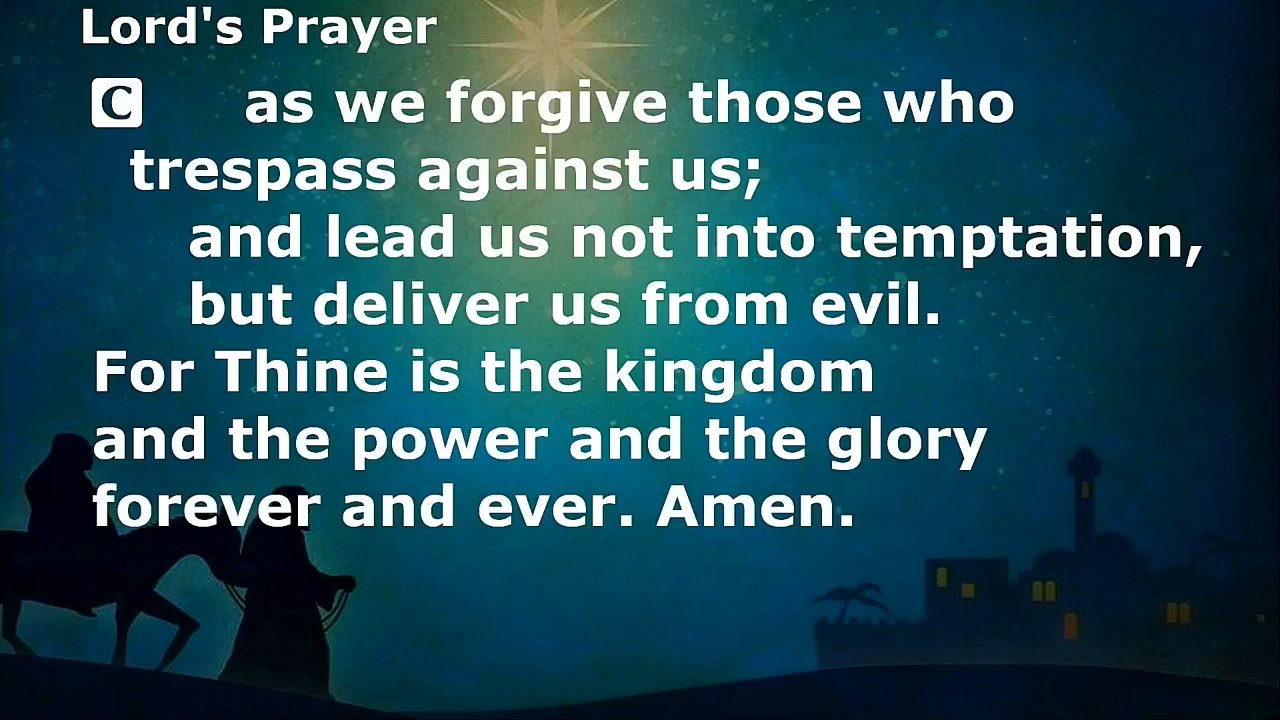 Lord's Prayer
C as we forgive those who
trespass against us;
and lead us not into temptation,
but deliver us from evil.
For Thine is the kingdom
and the power and the glory
forever and ever. Amen.